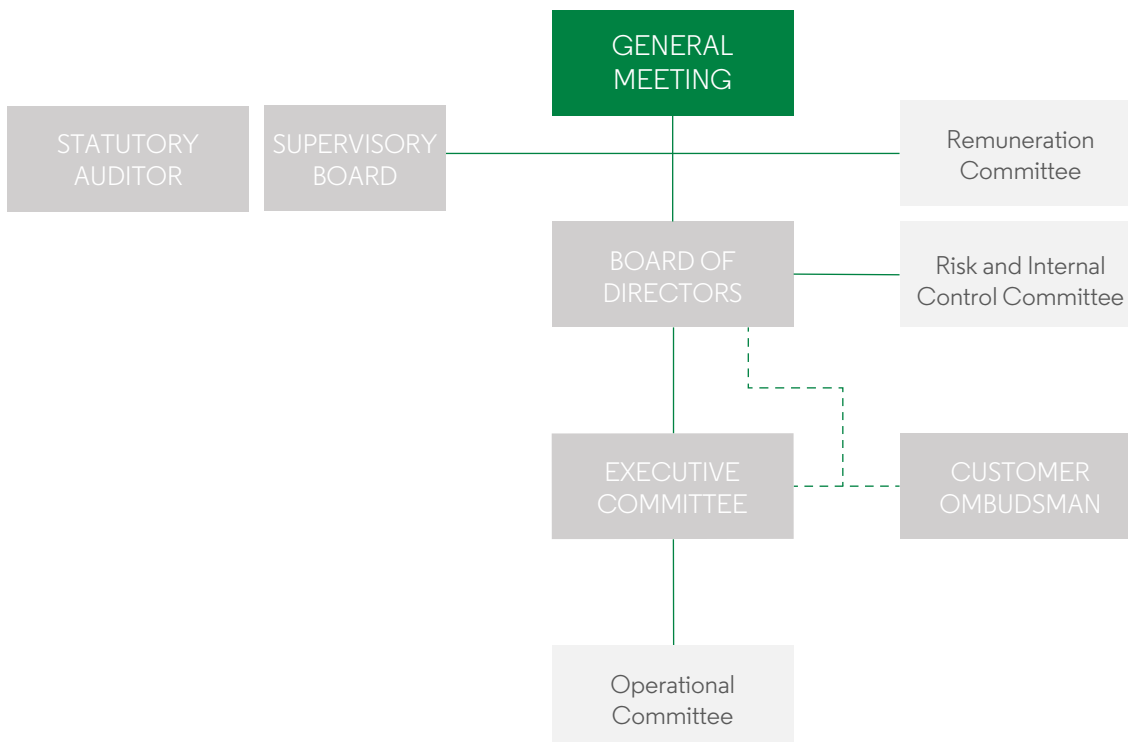 GENERAL
MEETING
STATUTORY
AUDITOR
SUPERVISORY
BOARD
Remuneration
Committee
BOARD OF
DIRECTORS
Risk and Internal
Control Committee
EXECUTIVE
COMMITTEE
CUSTOMER
OMBUDSMAN
Operational
Committee